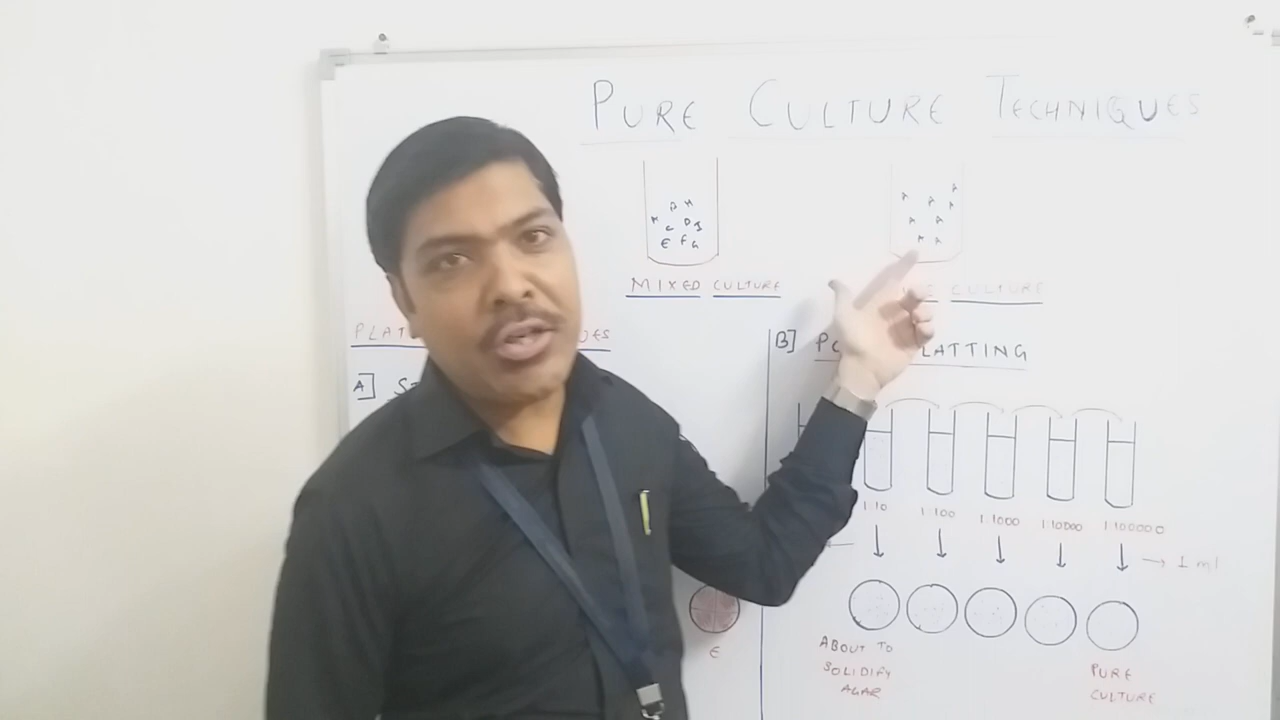 PURE CULTURE TECHNIQUES
A H
H C D J
E F G
A A A A
A A
A A
MIXED CULTURE
CULTURE
A]
B]
LATTING
1:10 1:100 1:1000 1:10000 1:100000
→ 1 ml
E
ABOUT TO
SOLIDIFY
AGAR
PURE
CULTURE